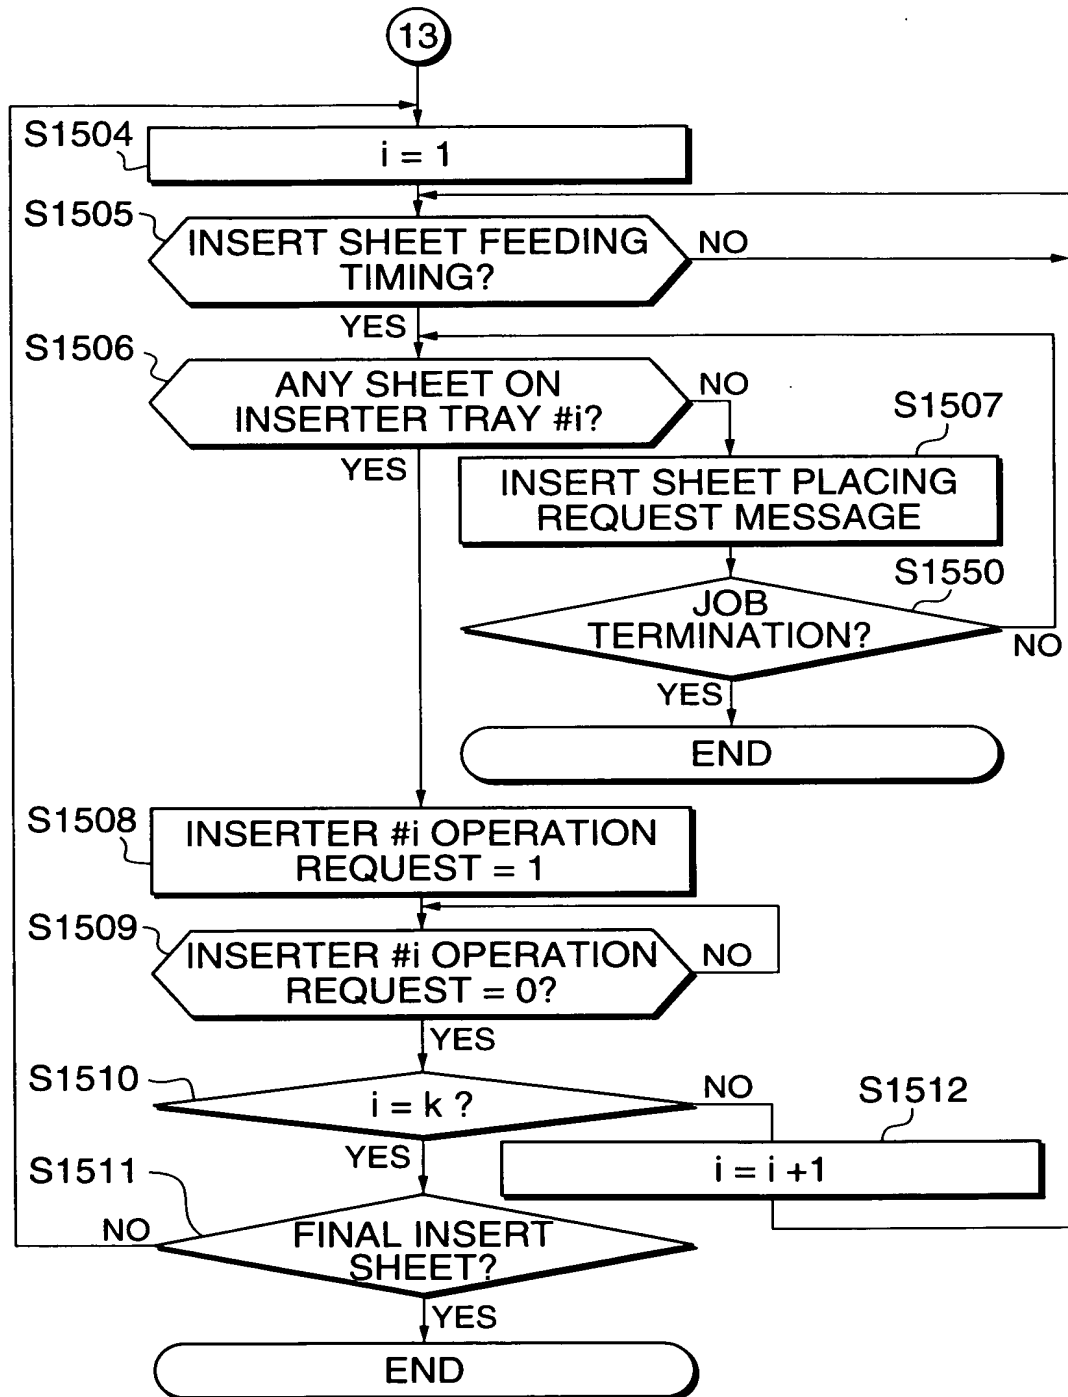 13
S1504
i = 1
S1505
INSERT SHEET FEEDING
TIMING?
NO
YES
S1506
ANY SHEET ON
INSERTER TRAY #i?
NO
YES
S1507
INSERT SHEET PLACING
REQUEST MESSAGE
S1550
JOB
TERMINATION?
NO
YES
END
S1508
INSERTER #i OPERATION
REQUEST = 1
S1509
INSERTER #i OPERATION
REQUEST = 0?
NO
YES
S1510
i = k ?
NO
YES
S1512
i = i +1
S1511
FINAL INSERT
SHEET?
NO
YES
END